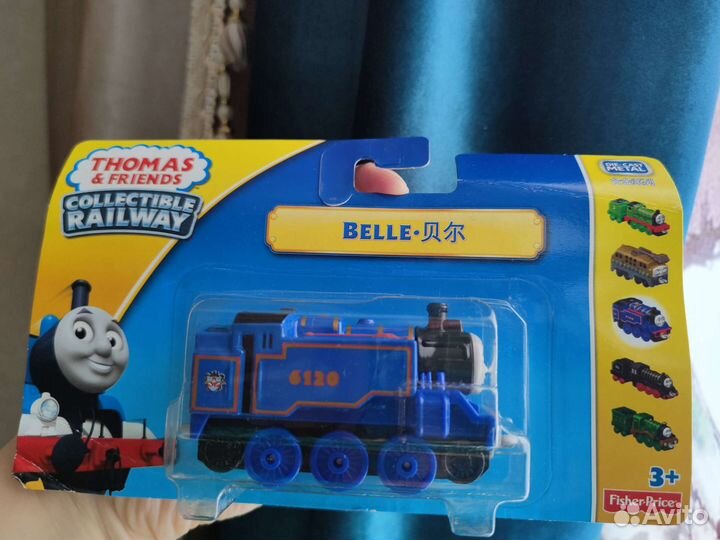 THOMAS
& FRIENDS
COLLECTIBLE
RAILWAY
BELLE•贝尔
DIE-CAST
METAL
6120
3+
Fisher-Price
Avito